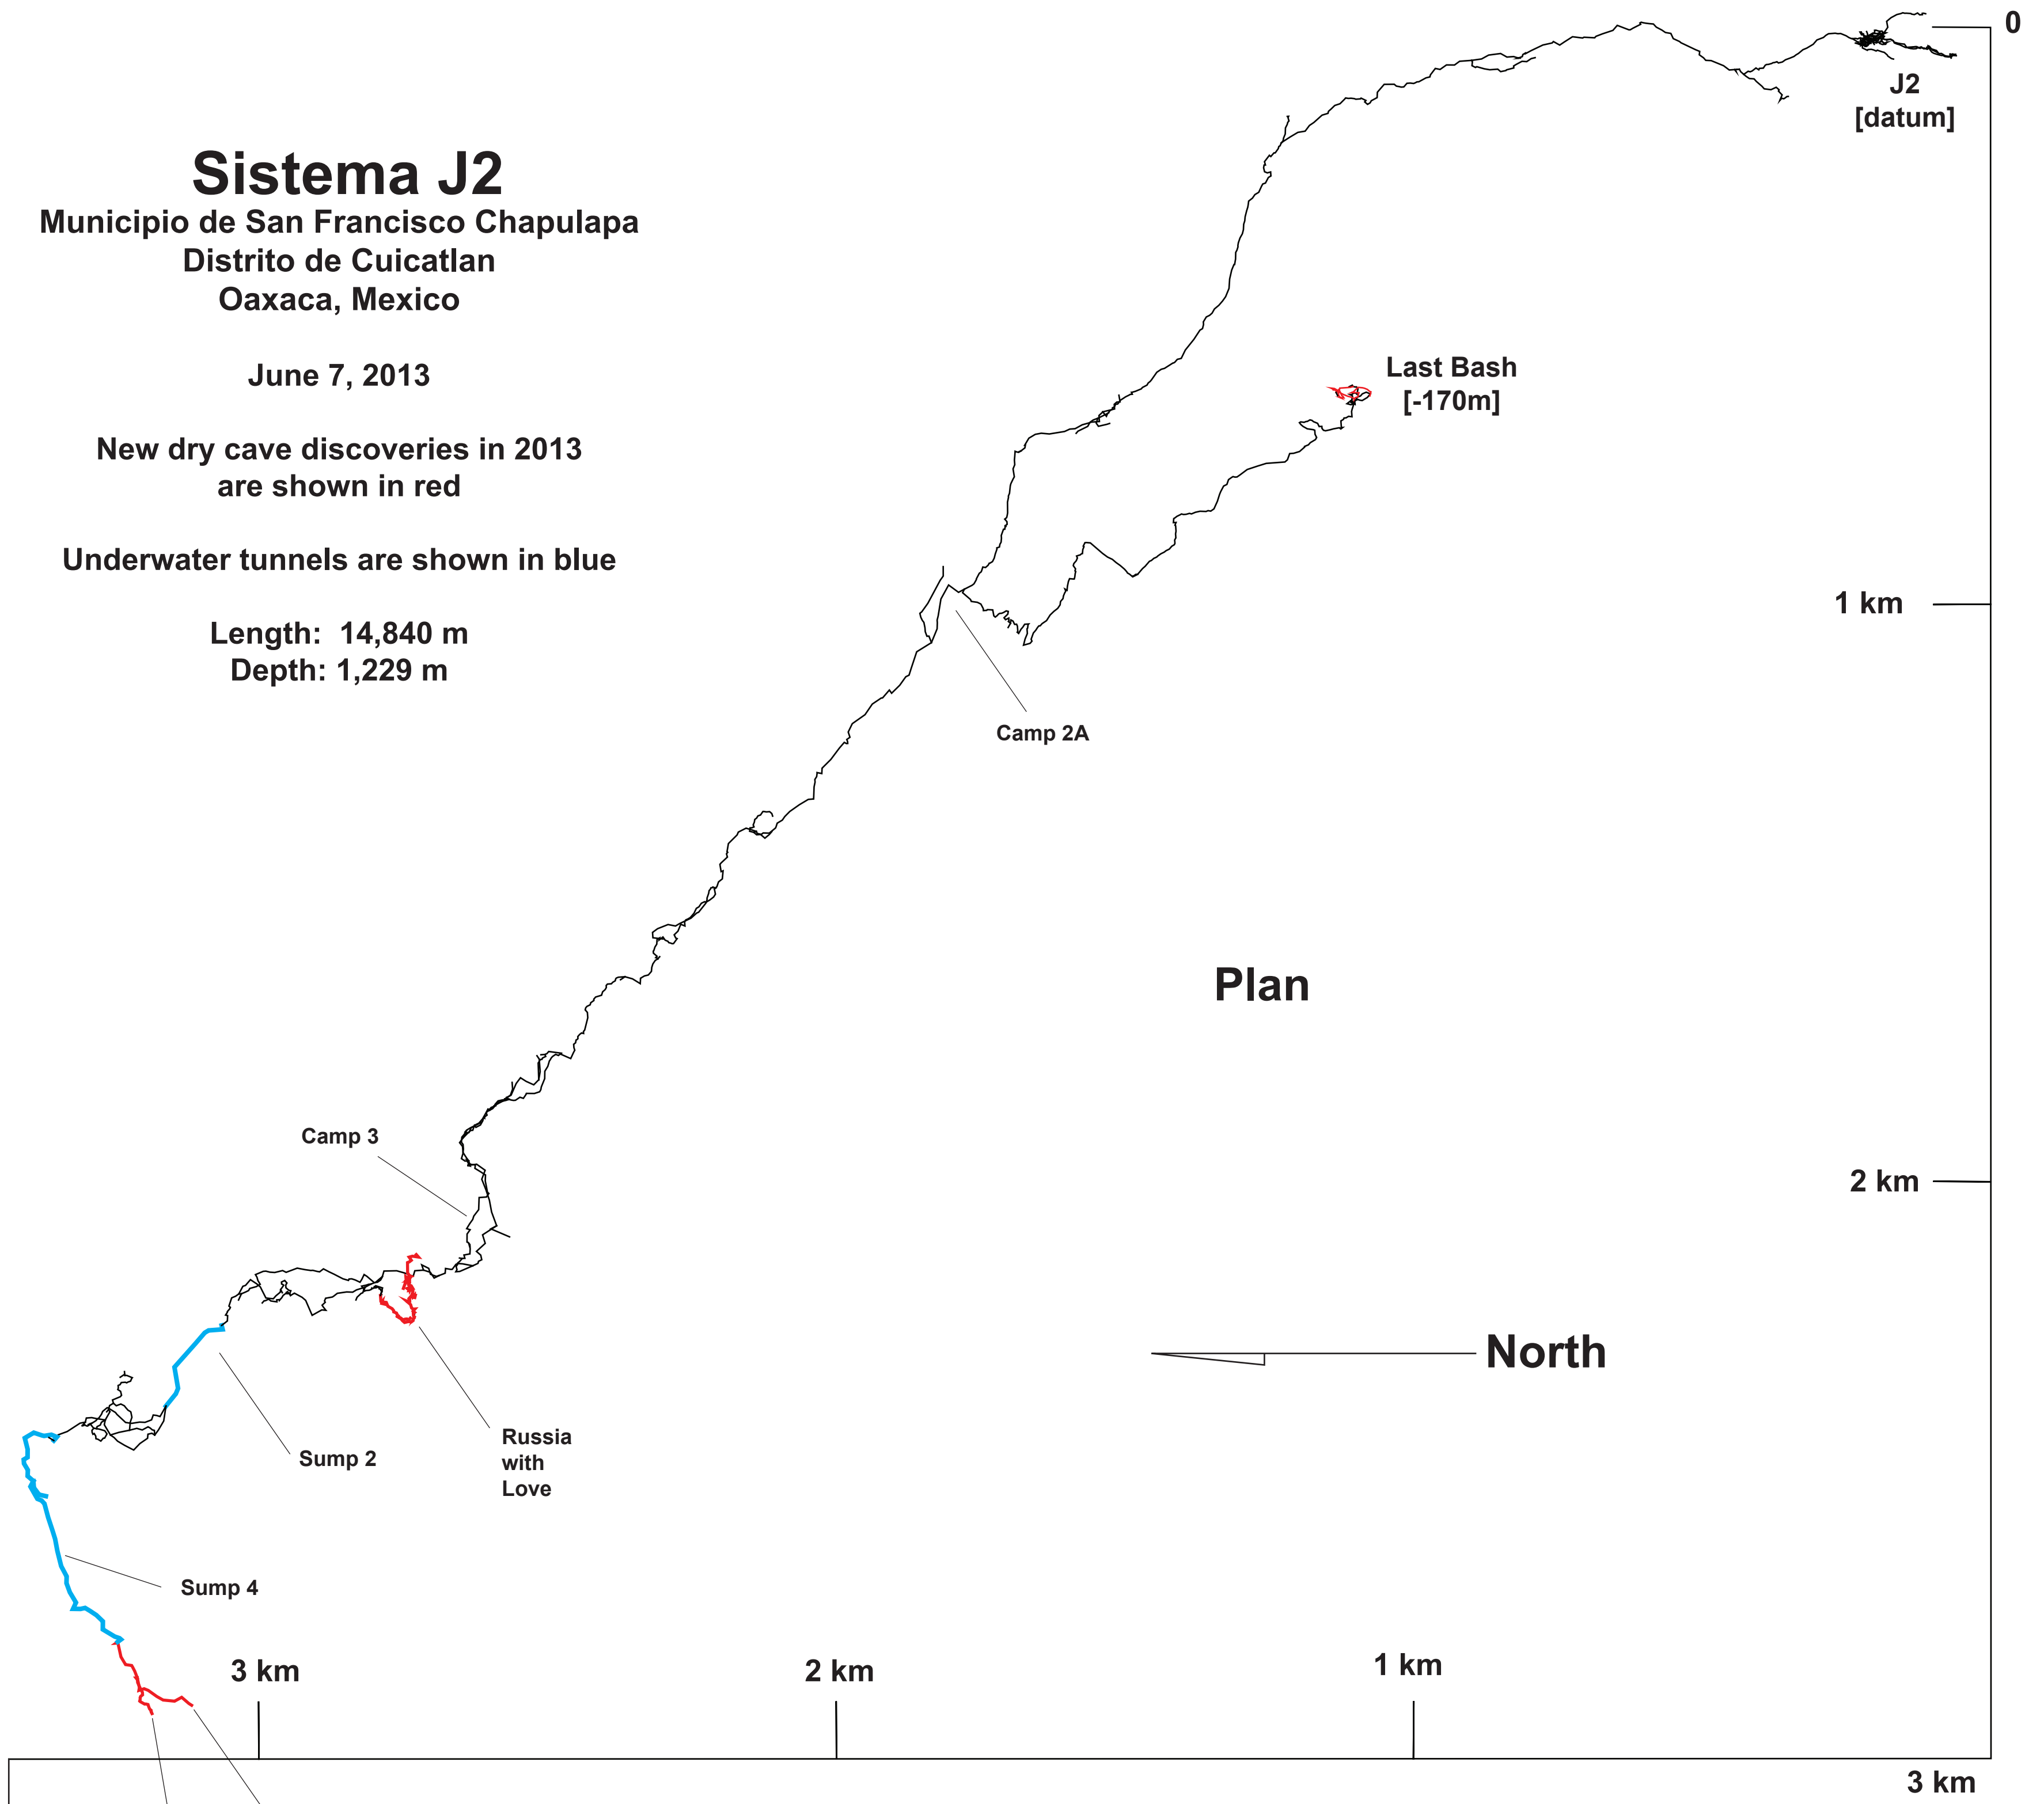 0
J2
[datum]
Sistema J2
Municipio de San Francisco Chapulapa
Distrito de Cuicatlan
Oaxaca, Mexico
June 7, 2013
New dry cave discoveries in 2013
are shown in red
Underwater tunnels are shown in blue
Length: 14,840 m
Depth: 1,229 m
Last Bash
[-170m]
1 km
Camp 2A
Plan
Camp 3
2 km
North
Russia
with
Love
Sump 2
Sump 4
3 km
2 km
1 km
3 km